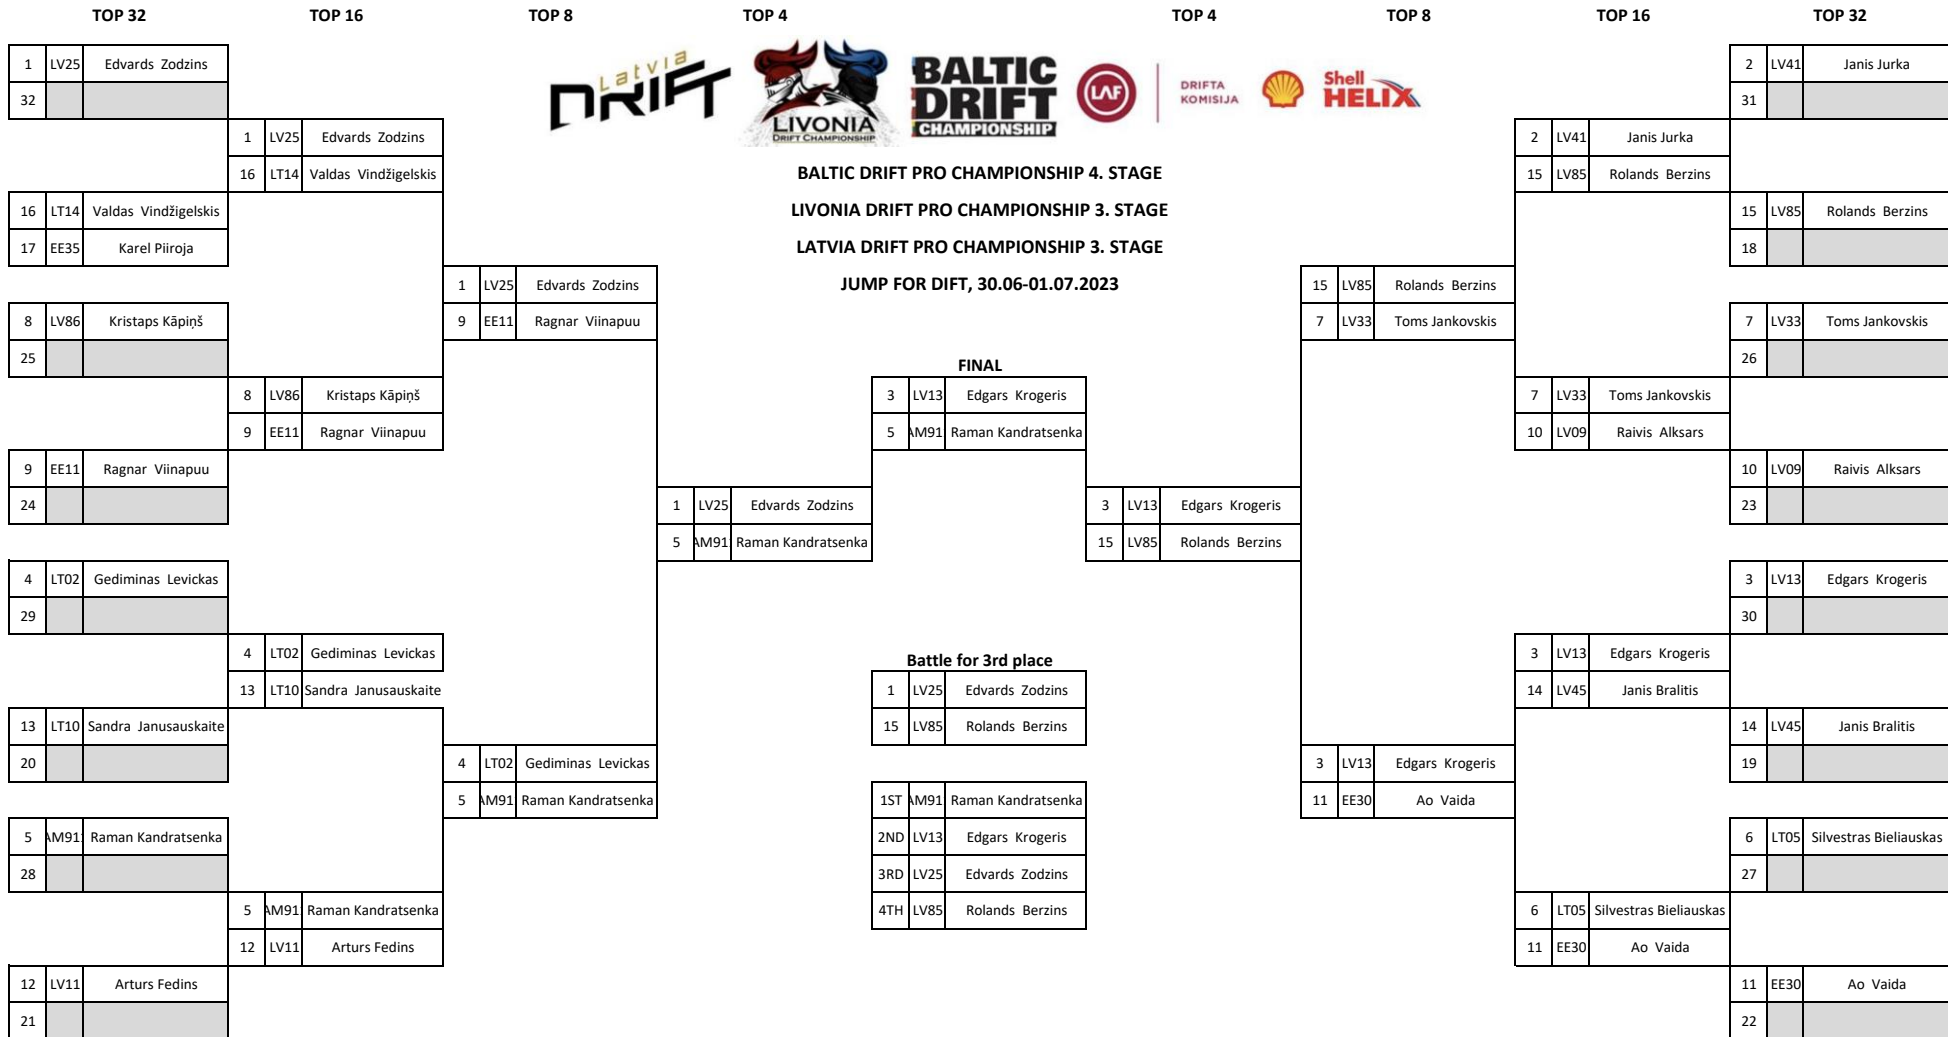 TOP 32 TOP 16 TOP 8 TOP 4 TOP 4 TOP 8 TOP 16 TOP 32
1 LV25 Edvards Zodzins
32
1 LV25 Edvards Zodzins
16 LT14 Valdas Vindžigelskis
16 LT14 Valdas Vindžigelskis
17 EE35 Karel Piiroja
1 LV25 Edvards Zodzins
9 EE11 Ragnar Viinapuu
8 LV86 Kristaps Kāpiņš
25
8 LV86 Kristaps Kāpiņš
9 EE11 Ragnar Viinapuu
9 EE11 Ragnar Viinapuu
24
1 LV25 Edvards Zodzins
5 AM91 Raman Kandratsenka
4 LT02 Gediminas Levickas
29
4 LT02 Gediminas Levickas
13 LT10 Sandra Janusauskaite
13 LT10 Sandra Janusauskaite
20
4 LT02 Gediminas Levickas
5 AM91 Raman Kandratsenka
5 AM91 Raman Kandratsenka
28
5 AM91 Raman Kandratsenka
12 LV11 Arturs Fedins
12 LV11 Arturs Fedins
21
Latvia DRIFT
LIVONIA
DRIFT CHAMPIONSHIP
BALTIC
DRIFT
CHAMPIONSHIP
LAF
DRIFTA
KOMISIJA
Shell
HELIX
BALTIC DRIFT PRO CHAMPIONSHIP 4. STAGE
LIVONIA DRIFT PRO CHAMPIONSHIP 3. STAGE
LATVIA DRIFT PRO CHAMPIONSHIP 3. STAGE
JUMP FOR DIFT, 30.06-01.07.2023
FINAL
3 LV13 Edgars Krogeris
5 AM91 Raman Kandratsenka
Battle for 3rd place
1 LV25 Edvards Zodzins
15 LV85 Rolands Berzins
1ST AM91 Raman Kandratsenka
2ND LV13 Edgars Krogeris
3RD LV25 Edvards Zodzins
4TH LV85 Rolands Berzins
3 LV13 Edgars Krogeris
15 LV85 Rolands Berzins
15 LV85 Rolands Berzins
7 LV33 Toms Jankovskis
3 LV13 Edgars Krogeris
11 EE30 Ao Vaida
2 LV41 Janis Jurka
15 LV85 Rolands Berzins
7 LV33 Toms Jankovskis
10 LV09 Raivis Alksars
3 LV13 Edgars Krogeris
14 LV45 Janis Bralitis
6 LT05 Silvestras Bieliauskas
11 EE30 Ao Vaida
2 LV41 Janis Jurka
31
15 LV85 Rolands Berzins
18
7 LV33 Toms Jankovskis
26
10 LV09 Raivis Alksars
23
3 LV13 Edgars Krogeris
30
14 LV45 Janis Bralitis
19
6 LT05 Silvestras Bieliauskas
27
11 EE30 Ao Vaida
22